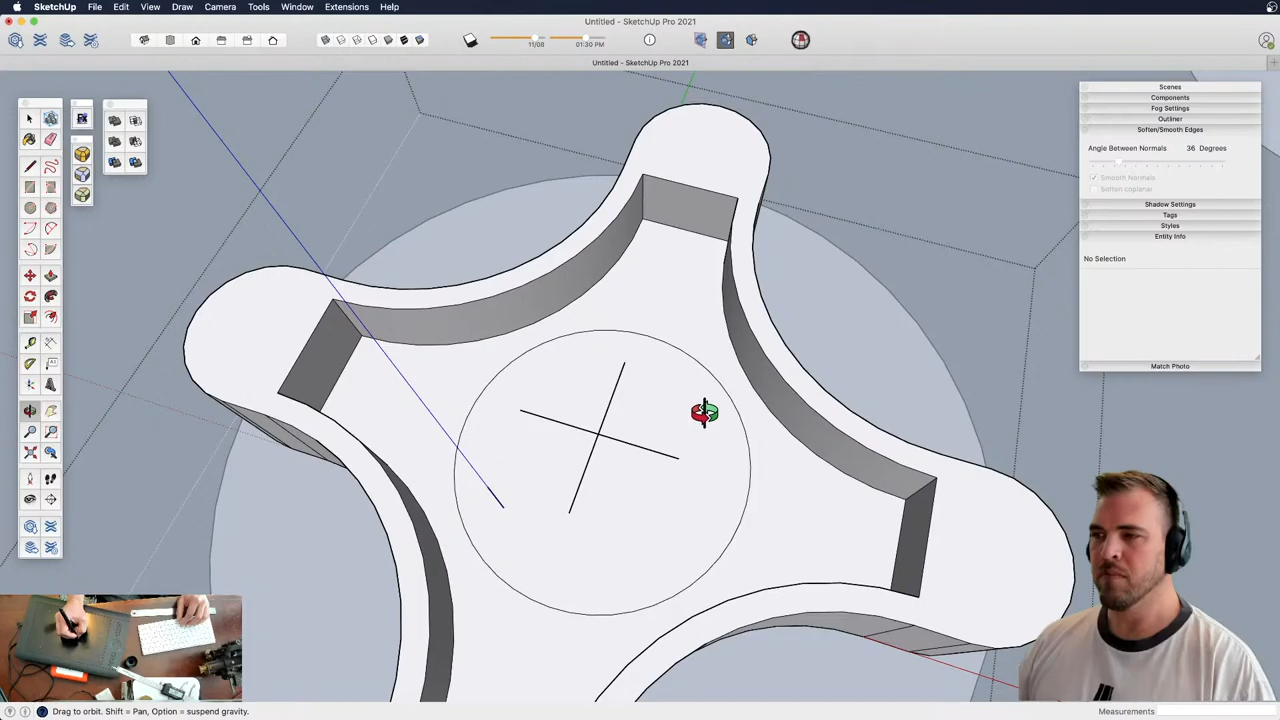 SketchUp File Edit View Draw Camera Tools Window Extensions Help
Untitled - SketchUp Pro 2021
11/08 01:30 PM
Untitled - SketchUp Pro 2021
Scenes
Components
Fog Settings
Outliner
Soften/Smooth Edges
Angle Between Normals 36 Degrees
Smooth Normals
Soften coplanar
Shadow Settings
Tags
Styles
Entity Info
No Selection
Match Photo
Drag to orbit. Shift = Pan, Option = suspend gravity.
Measurements